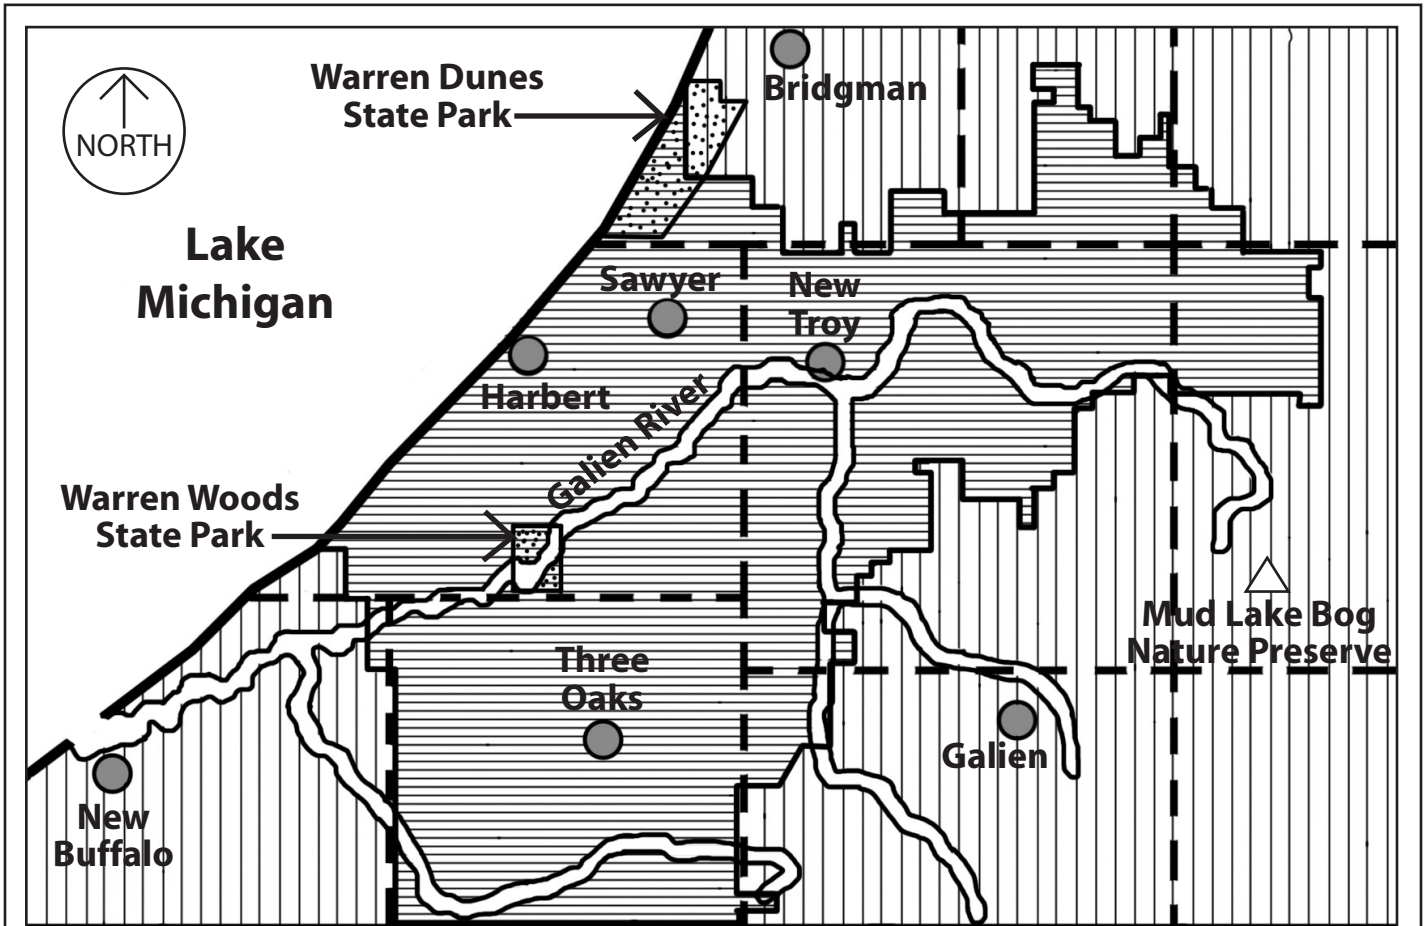 Warren Dunes
State Park
Bridgman
NORTH
Lake
Michigan
Sawyer
New
Troy
Harbert
Galien River
Warren Woods
State Park
Mud Lake Bog
Nature Preserve
Three
Oaks
Galien
New
Buffalo